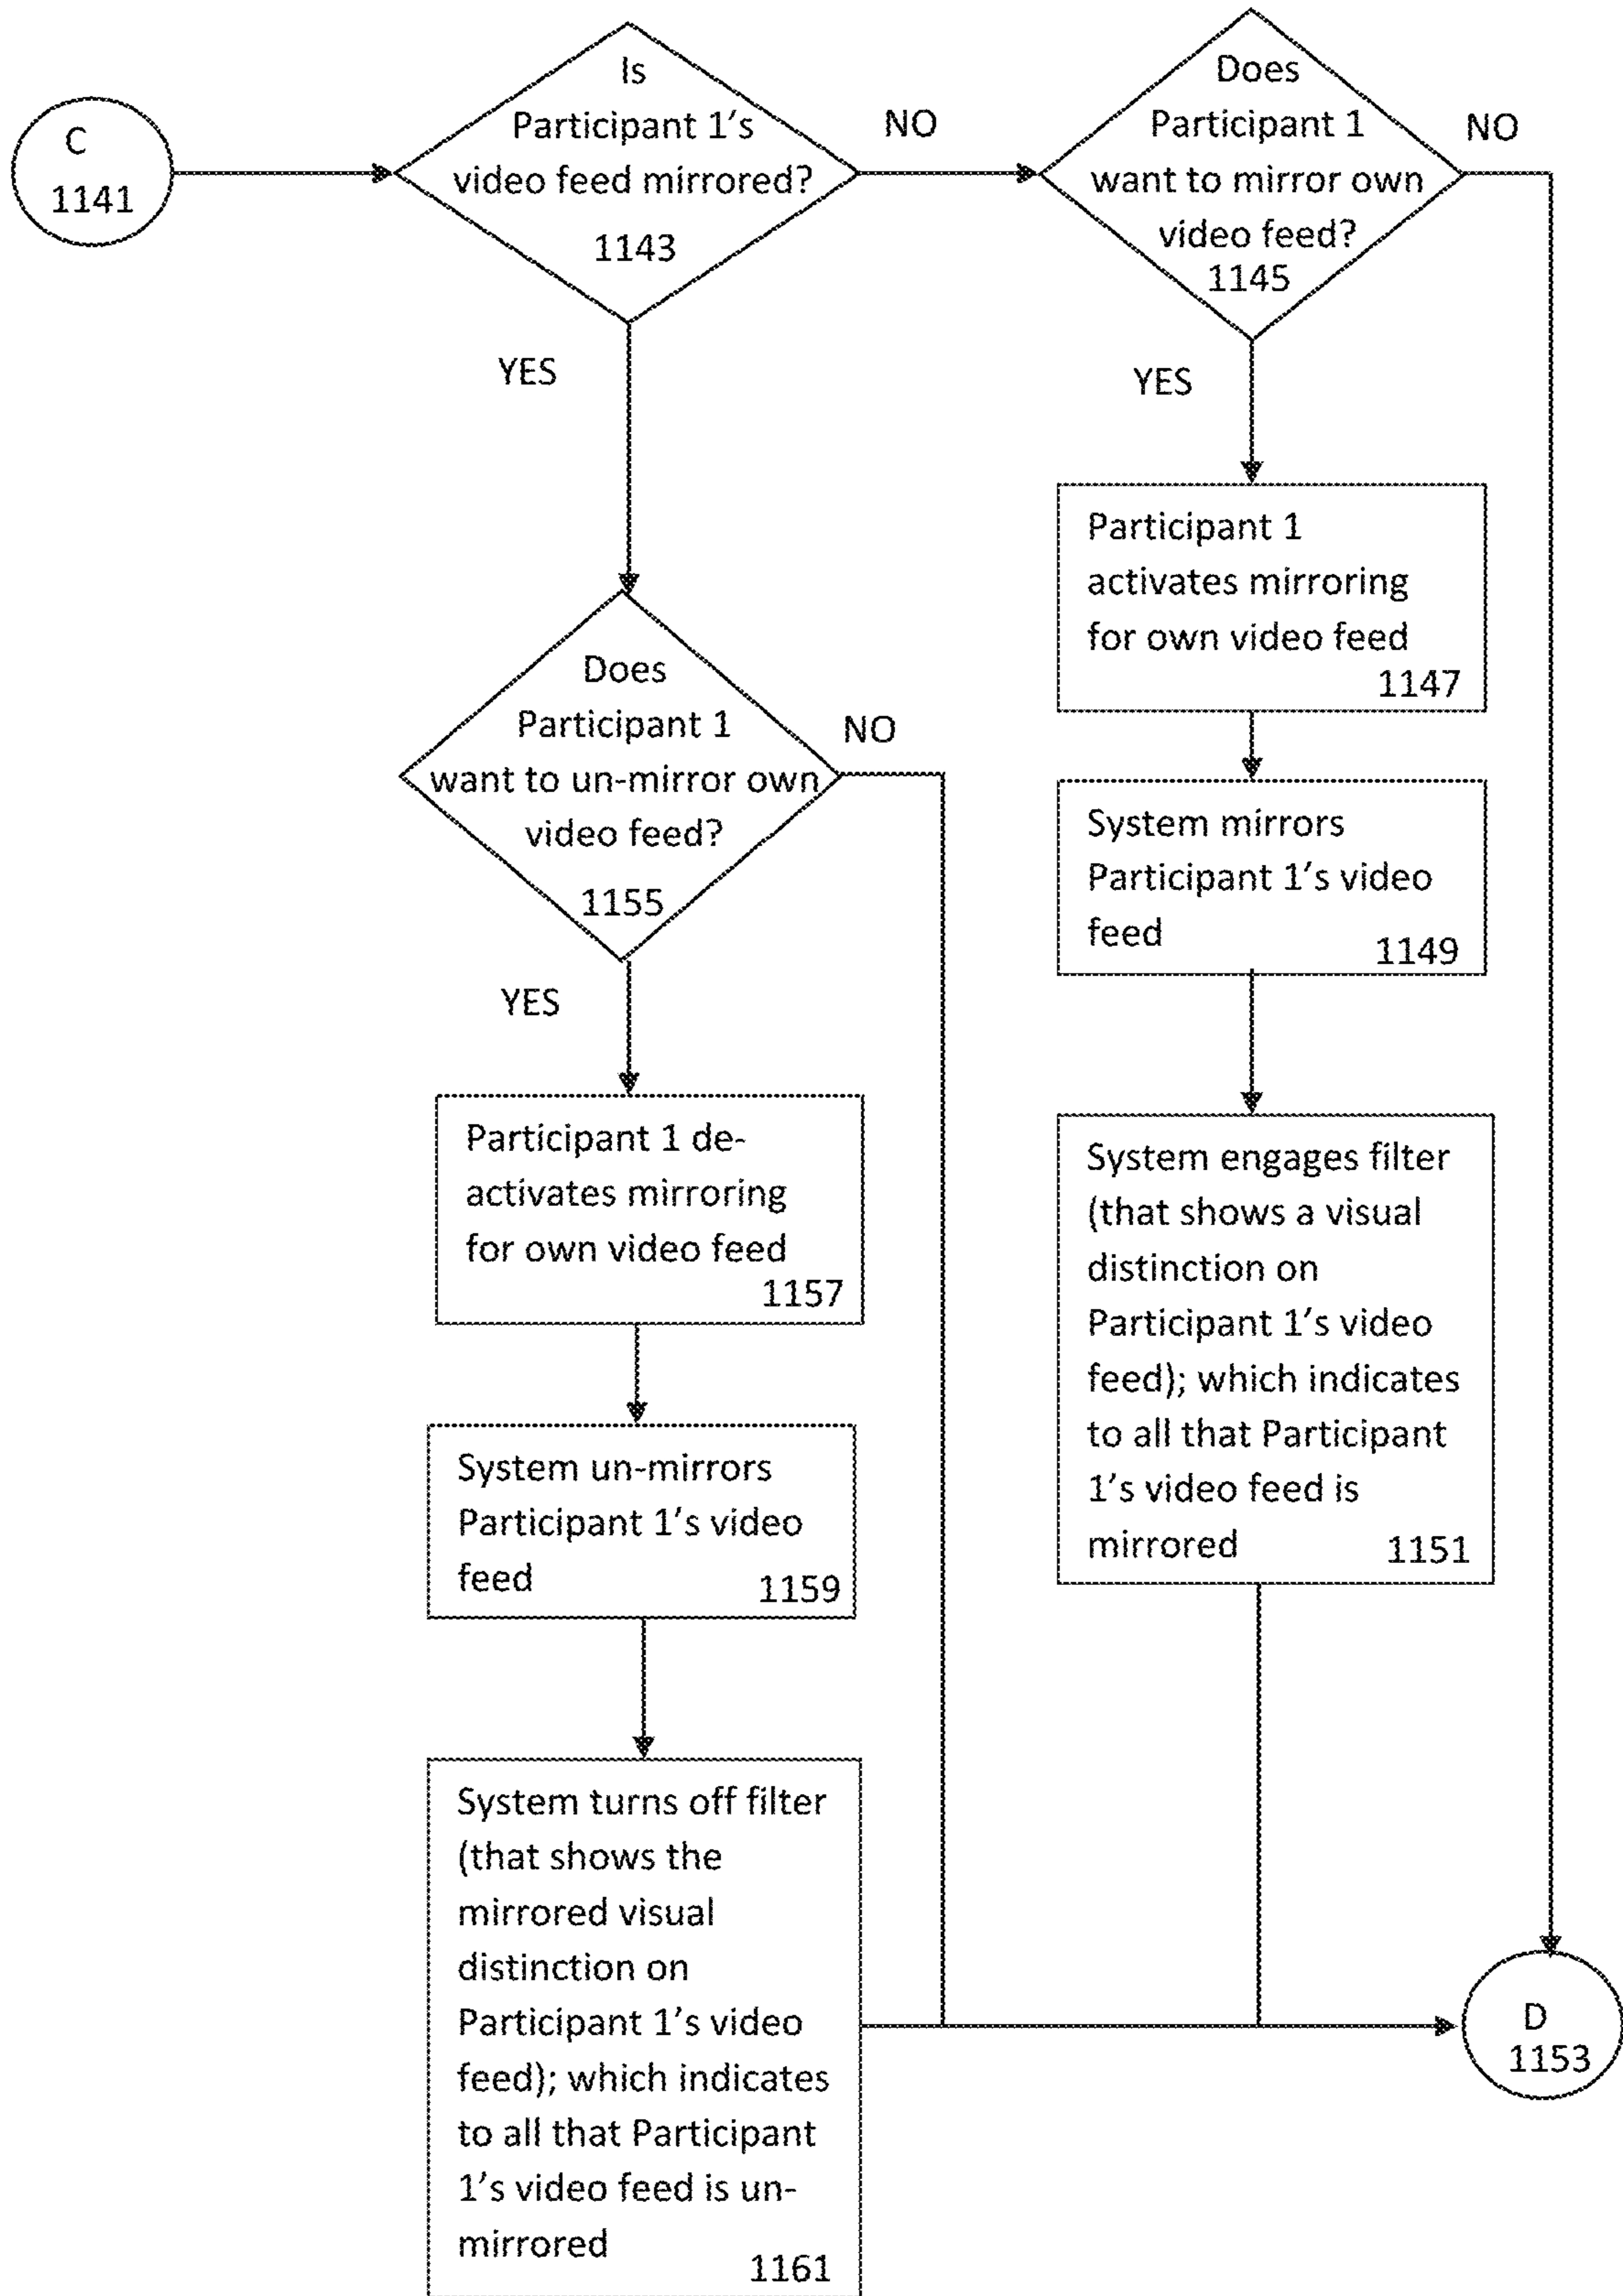 C
1141
Is
Participant 1's
video feed mirrored?
1143
NO
Does
Participant 1
want to mirror own
video feed?
1145
NO
YES
YES
Participant 1
activates mirroring
for own video feed
1147
System mirrors
Participant 1's video
feed
1149
System engages filter
(that shows a visual
distinction on
Participant 1's video
feed); which indicates
to all that Participant
1's video feed is
mirrored
1151
Does
Participant 1
want to un-mirror own
video feed?
1155
NO
YES
Participant 1 de-
activates mirroring
for own video feed
1157
System un-mirrors
Participant 1's video
feed
1159
System turns off filter
(that shows the
mirrored visual
distinction on
Participant 1's video
feed); which indicates
to all that Participant
1's video feed is un-
mirrored
1161
D
1153